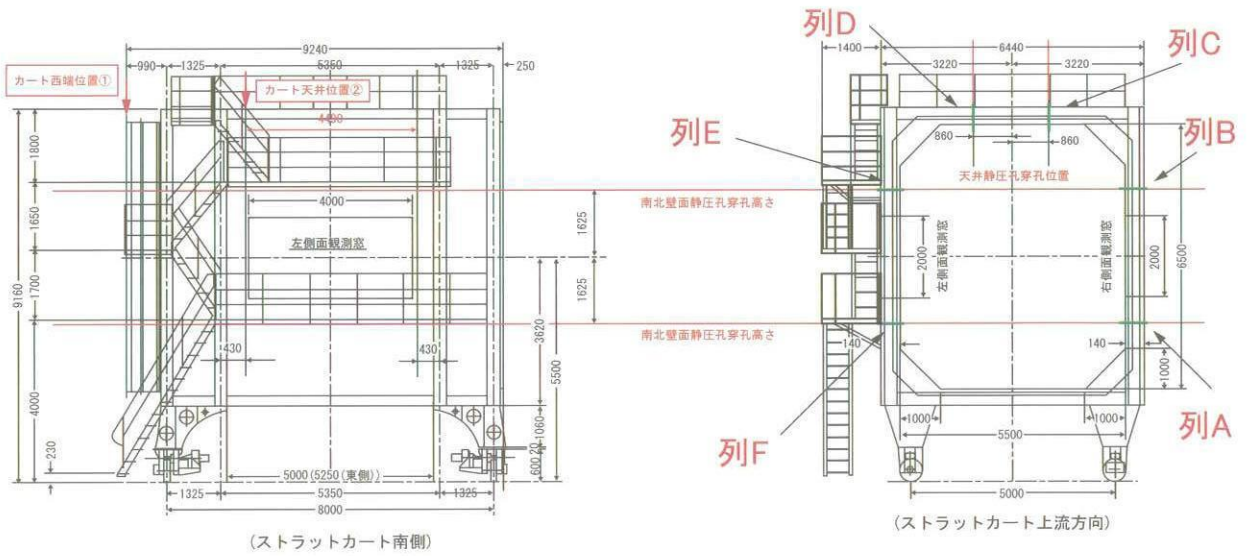 9240
990
1325
5350
1325
250
カート西端位置①
カート天井位置②
4490
1800
1650
1700
4000
9160
230
4000
左側面観測窓
430
430
1625
1625
3620
5500
1060
20
600
5000(5250(東側))
1325
5350
1325
8000
(ストラットカート南側)
南北壁面静圧孔穿孔高さ
南北壁面静圧孔穿孔高さ
列D
列C
1400
6440
3220
3220
列E
列B
860
860
天井静圧孔穿孔位置
2000
左側面観測窓
右側面観測窓
2000
6500
140
140
1000
1000
1000
5500
列F
列A
5000
(ストラットカート上流方向)